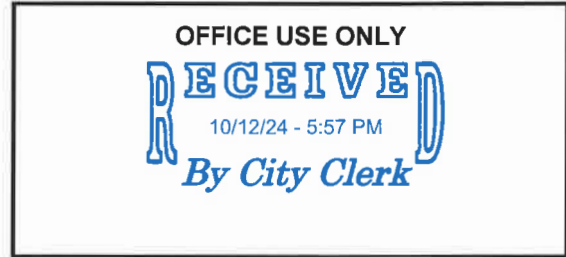 OFFICE USE ONLY
RECEIVED
10/12/24 - 5:57 PM
By City Clerk